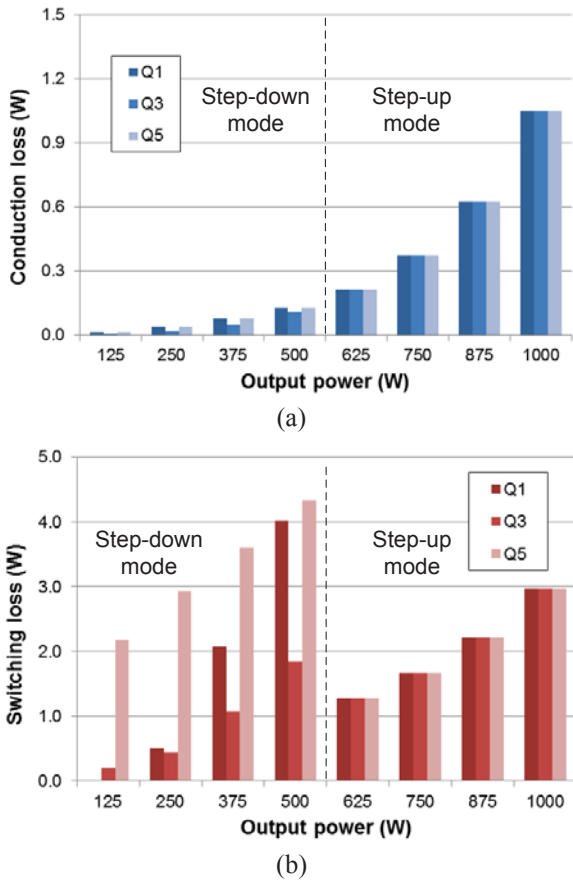 1.5
1.2
0.9
0.6
0.3
0.0
Conduction loss (W)
Q1
Q3
Q5
Step-down
mode
Step-up
mode
125 250 375 500 625 750 875 1000
Output power (W)
(a)
5.0
4.0
3.0
2.0
1.0
0.0
Switching loss (W)
Step-down
mode
Step-up
mode
Q1
Q3
Q5
125 250 375 500 625 750 875 1000
Output power (W)
(b)